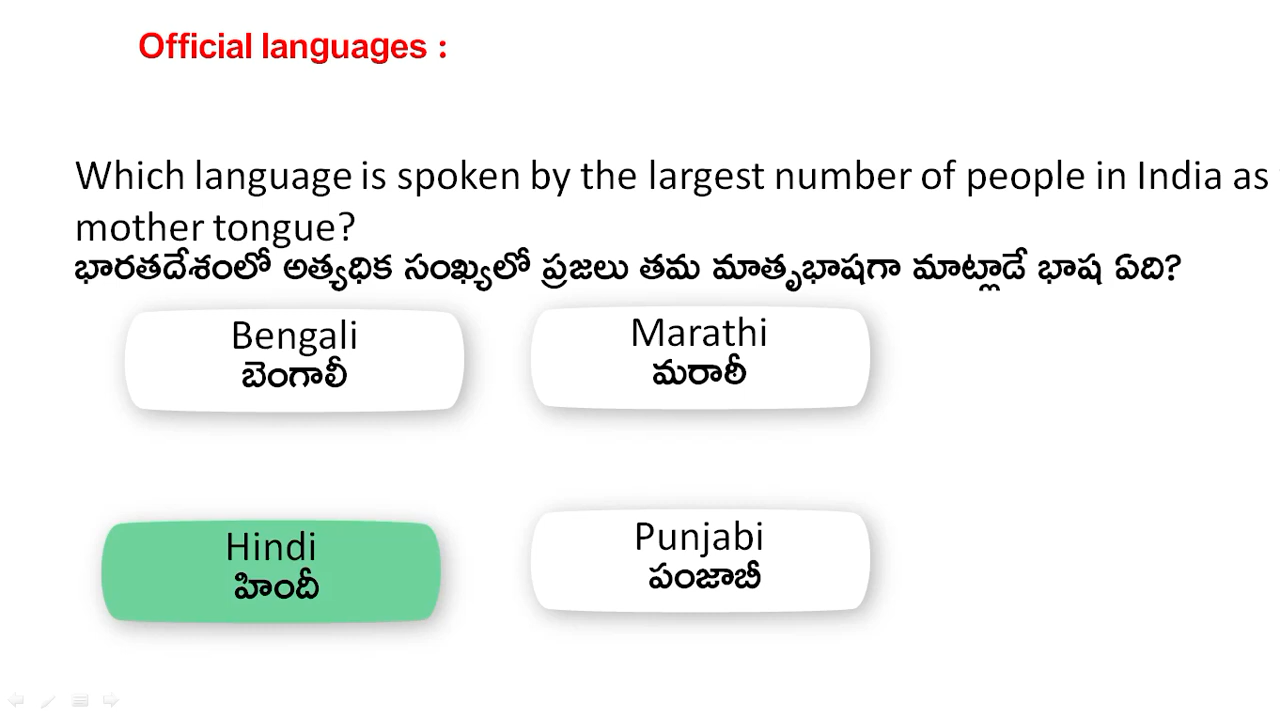 Official languages :
Which language is spoken by the largest number of people in India as
mother tongue?
భారతదేశంలో అత్యధిక సంఖ్యలో ప్రజలు తమ మాతృభాషగా మాట్లాడే భాష ఏది?
Bengali
బెంగాలీ
Marathi
మరాఠీ
Hindi
హిందీ
Punjabi
పంజాబీ